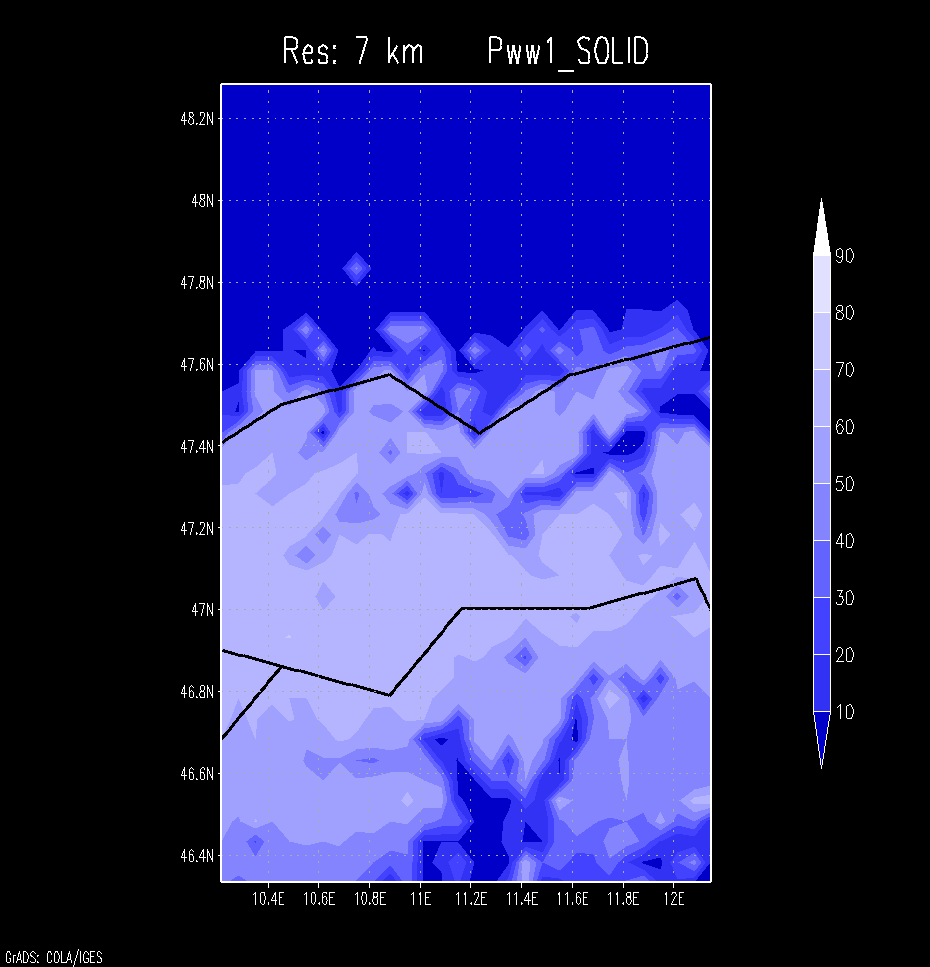 Res: 7 km    Pww1_SOLID
48.2N
48N
47.8N
47.6N
47.4N
47.2N
47N
46.8N
46.6N
46.4N
10.4E 10.6E 10.8E 11E 11.2E 11.4E 11.6E 11.8E 12E
90
80
70
60
50
40
30
20
10
GrADS: COLA/IGES